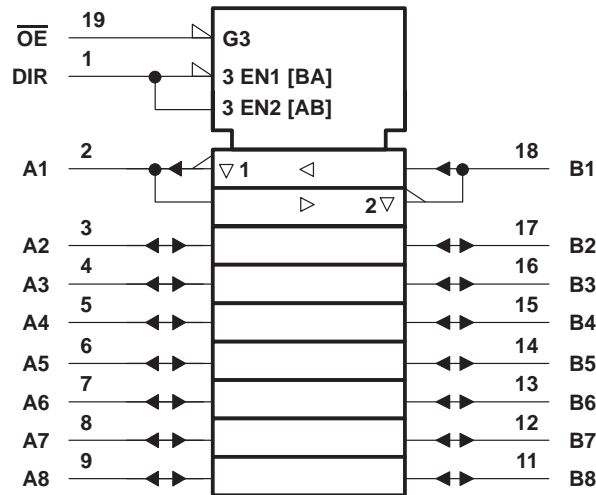 O̅E̅ 19 G3
DIR 1 3 EN1 [BA]
3 EN2 [AB]
A1 2 ▽ 1 ◁ 18 B1
▷ 2 ▽
A2 3 17 B2
A3 4 16 B3
A4 5 15 B4
A5 6 14 B5
A6 7 13 B6
A7 8 12 B7
A8 9 11 B8